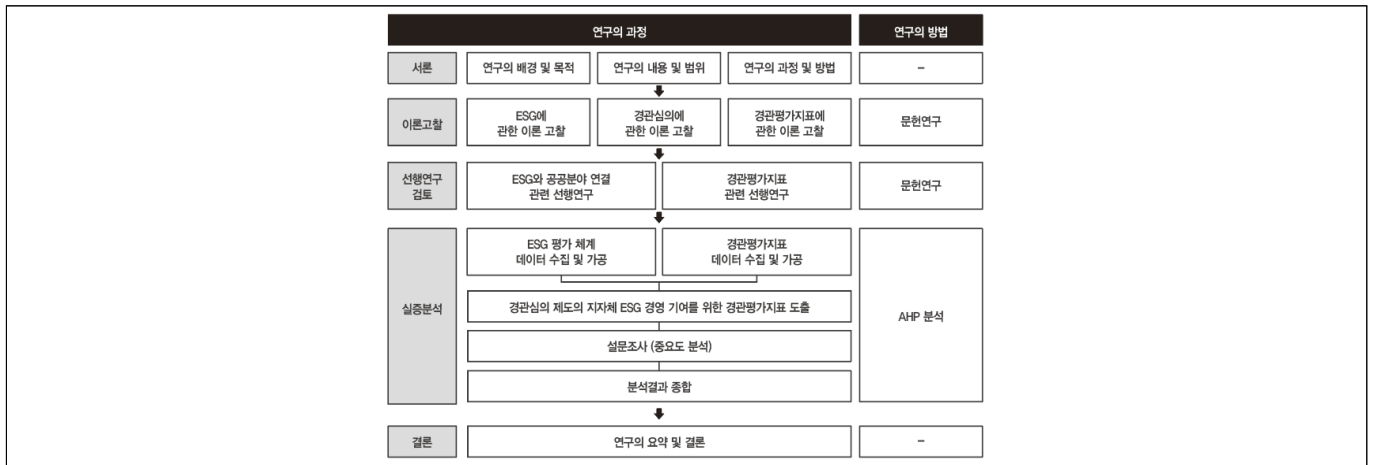 연구의 과정
연구의 방법
서론
연구의 배경 및 목적
연구의 내용 및 범위
연구의 과정 및 방법
–
이론고찰
ESG에
관한 이론 고찰
경관심의에
관한 이론 고찰
경관평가지표에
관한 이론 고찰
문헌연구
선행연구
검토
ESG와 공공분야 연결
관련 선행연구
경관평가지표
관련 선행연구
문헌연구
실증분석
ESG 평가 체계
데이터 수집 및 가공
경관평가지표
데이터 수집 및 가공
경관심의 제도의 지자체 ESG 경영 기여를 위한 경관평가지표 도출
설문조사 (중요도 분석)
분석결과 종합
AHP 분석
결론
연구의 요약 및 결론
–